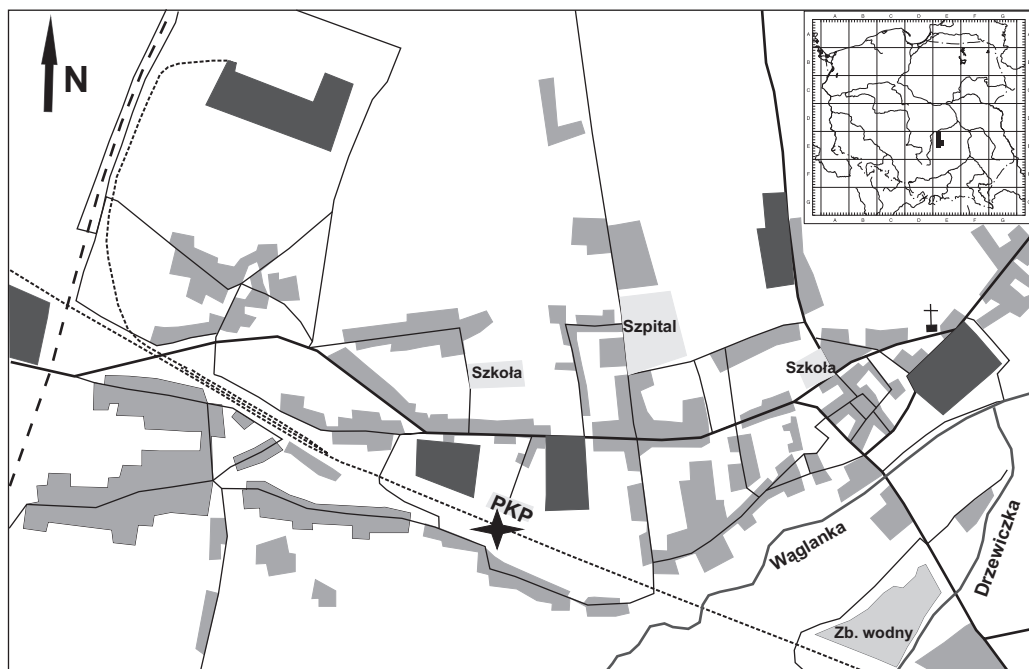 N
A B C D E F G
A
B
C
D
E
F
G
A B C D E F G
Szpital
Szkoła
Szkoła
PKP
Wąglanka
Drzewiczka
Zb. wodny